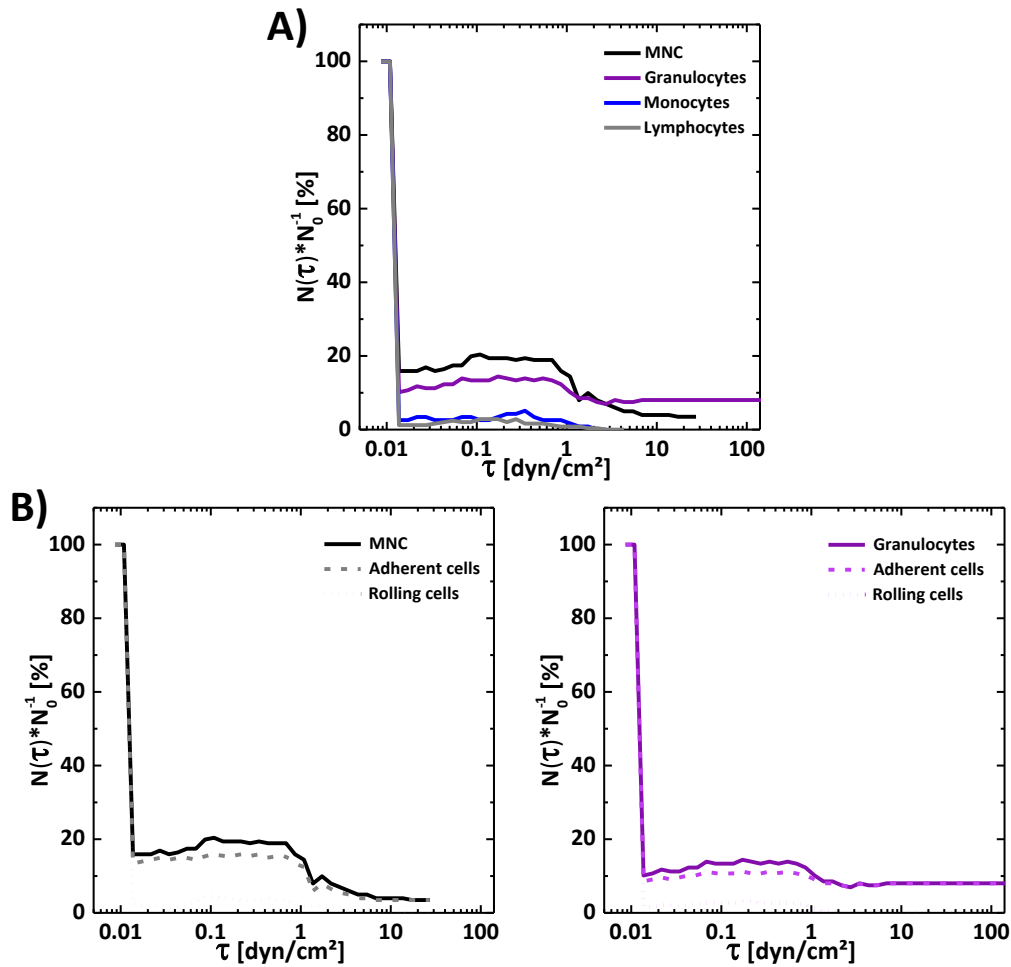 A)
MNC
Granulocytes
Monocytes
Lymphocytes
N(τ)*N₀⁻¹ [%]
100
80
60
40
20
0
0.01 0.1 1 10 100
τ [dyn/cm²]
B)
MNC
Adherent cells
Rolling cells
N(τ)*N₀⁻¹ [%]
100
80
60
40
20
0
0.01 0.1 1 10 100
τ [dyn/cm²]
Granulocytes
Adherent cells
Rolling cells
N(τ)*N₀⁻¹ [%]
100
80
60
40
20
0
0.01 0.1 1 10 100
τ [dyn/cm²]